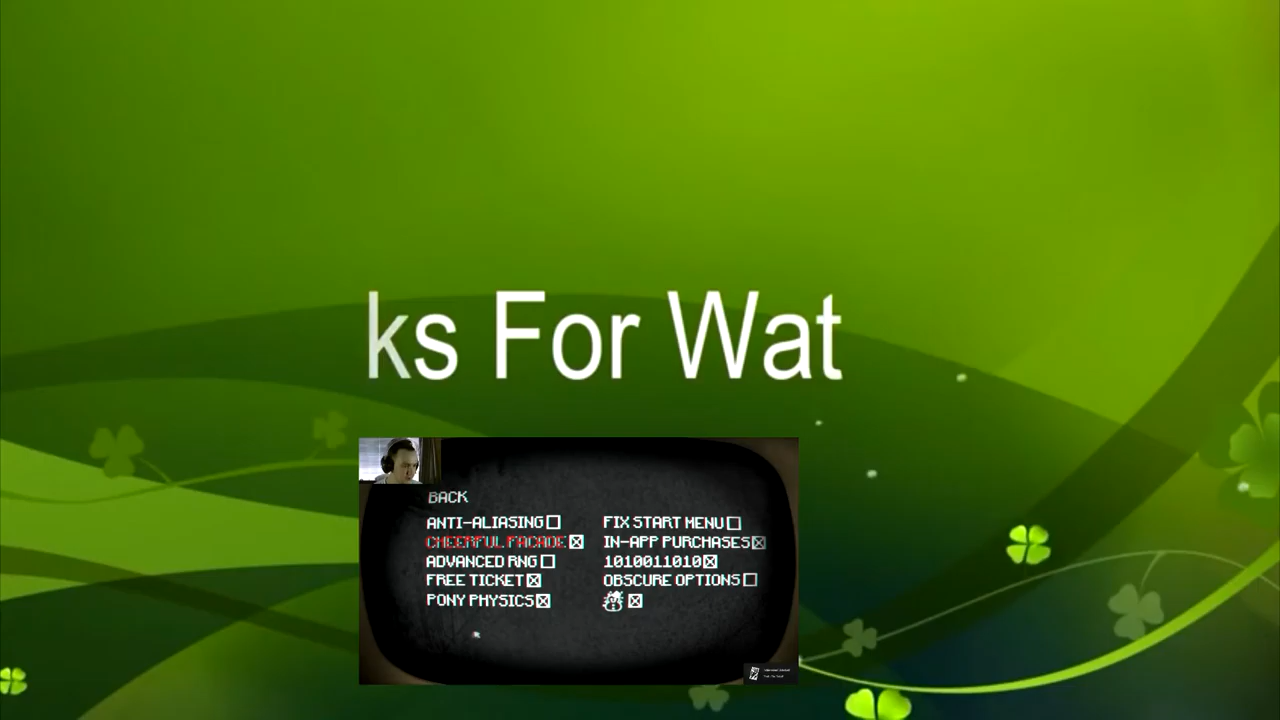 ks For Wat
BACK
ANTI-ALIASING
CHEERFUL FACADE
ADVANCED RNG
FREE TICKET
PONY PHYSICS
FIX START MENU
IN-APP PURCHASES
1010011010
OBSCURE OPTIONS